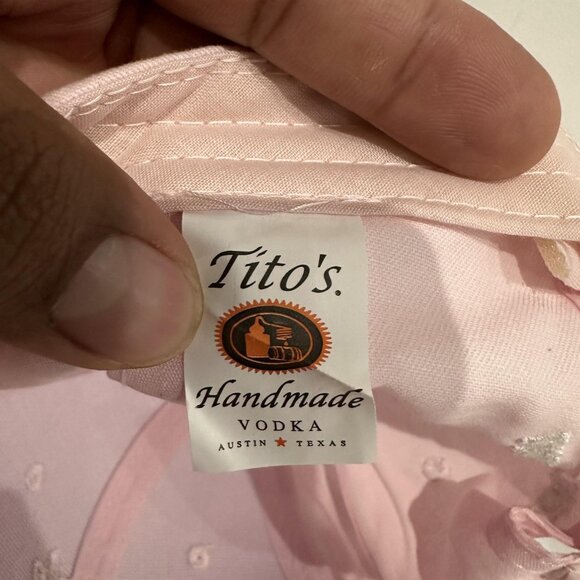 Tito's.
Handmade
VODKA
AUSTIN ★ TEXAS